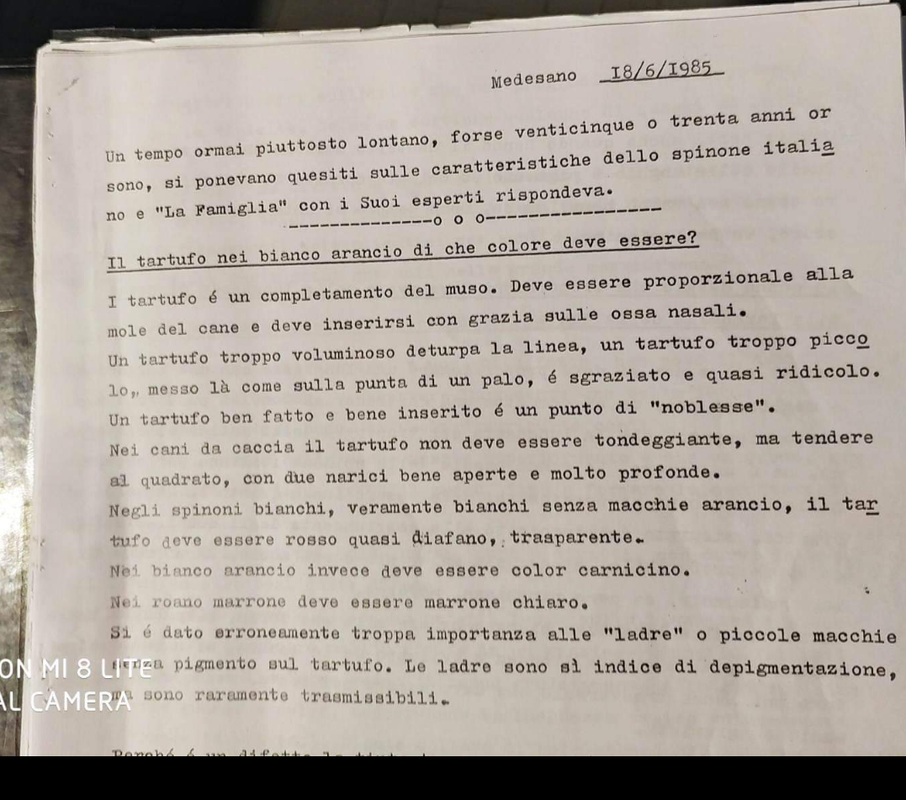 Medesano 18/6/1985
Un tempo ormai piuttosto lontano, forse venticinque o trenta anni or
sono, si ponevano quesiti sulle caratteristiche dello spinone italia
no e "La Famiglia" con i Suoi esperti rispondeva.
--------------o o o-----------------
Il tartufo nei bianco arancio di che colore deve essere?
I tartufo é un completamento del muso. Deve essere proporzionale alla
mole del cane e deve inserirsi con grazia sulle ossa nasali.
Un tartufo troppo voluminoso deturpa la linea, un tartufo troppo picco
lo, messo là come sulla punta di un palo, é sgraziato e quasi ridicolo.
Un tartufo ben fatto e bene inserito é un punto di "noblesse".
Nei cani da caccia il tartufo non deve essere tondeggiante, ma tendere
al quadrato, con due narici bene aperte e molto profonde.
Negli spinoni bianchi, veramente bianchi senza macchie arancio, il tar
tufo deve essere rosso quasi diafano, trasparente.
Nei bianco arancio invece deve essere color carnicino.
Nei roano marrone deve essere marrone chiaro.
Si é dato erroneamente troppa importanza alle "ladre" o piccole macchie
pigmento sul tartufo. Le ladre sono sì indice di depigmentazione,
ma sono raramente trasmissibili.
ON MI 8 LITE
AL CAMERA